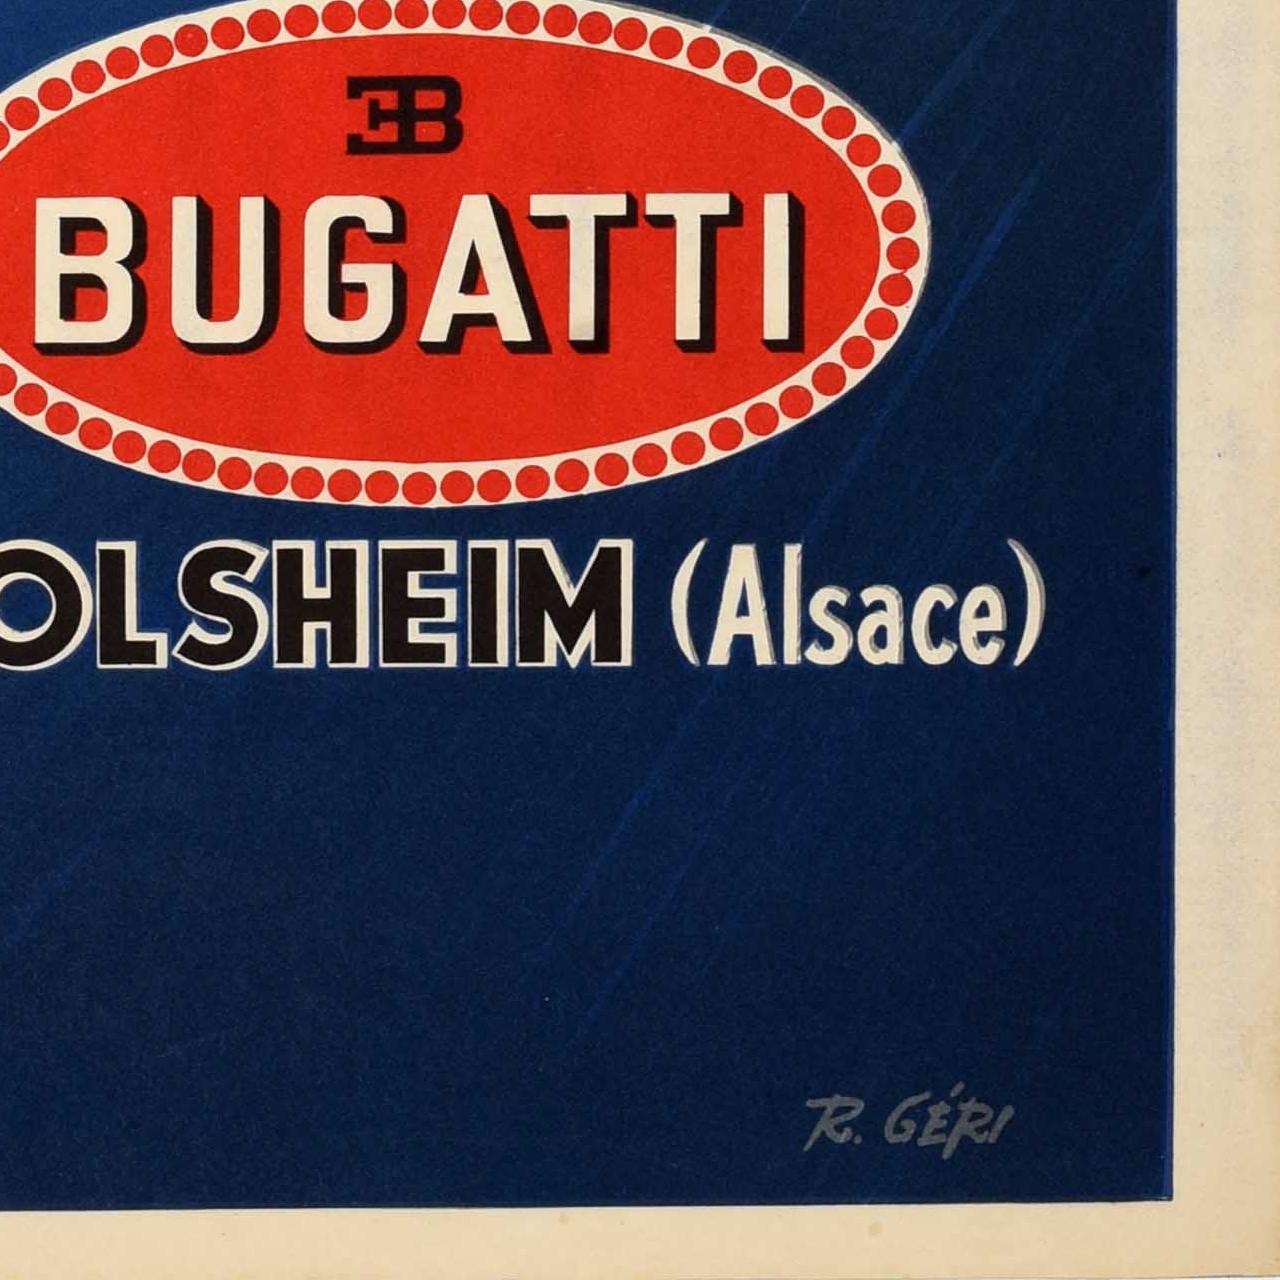 EB
BUGATTI
OLSHEIM (Alsace)
R. GÉRI